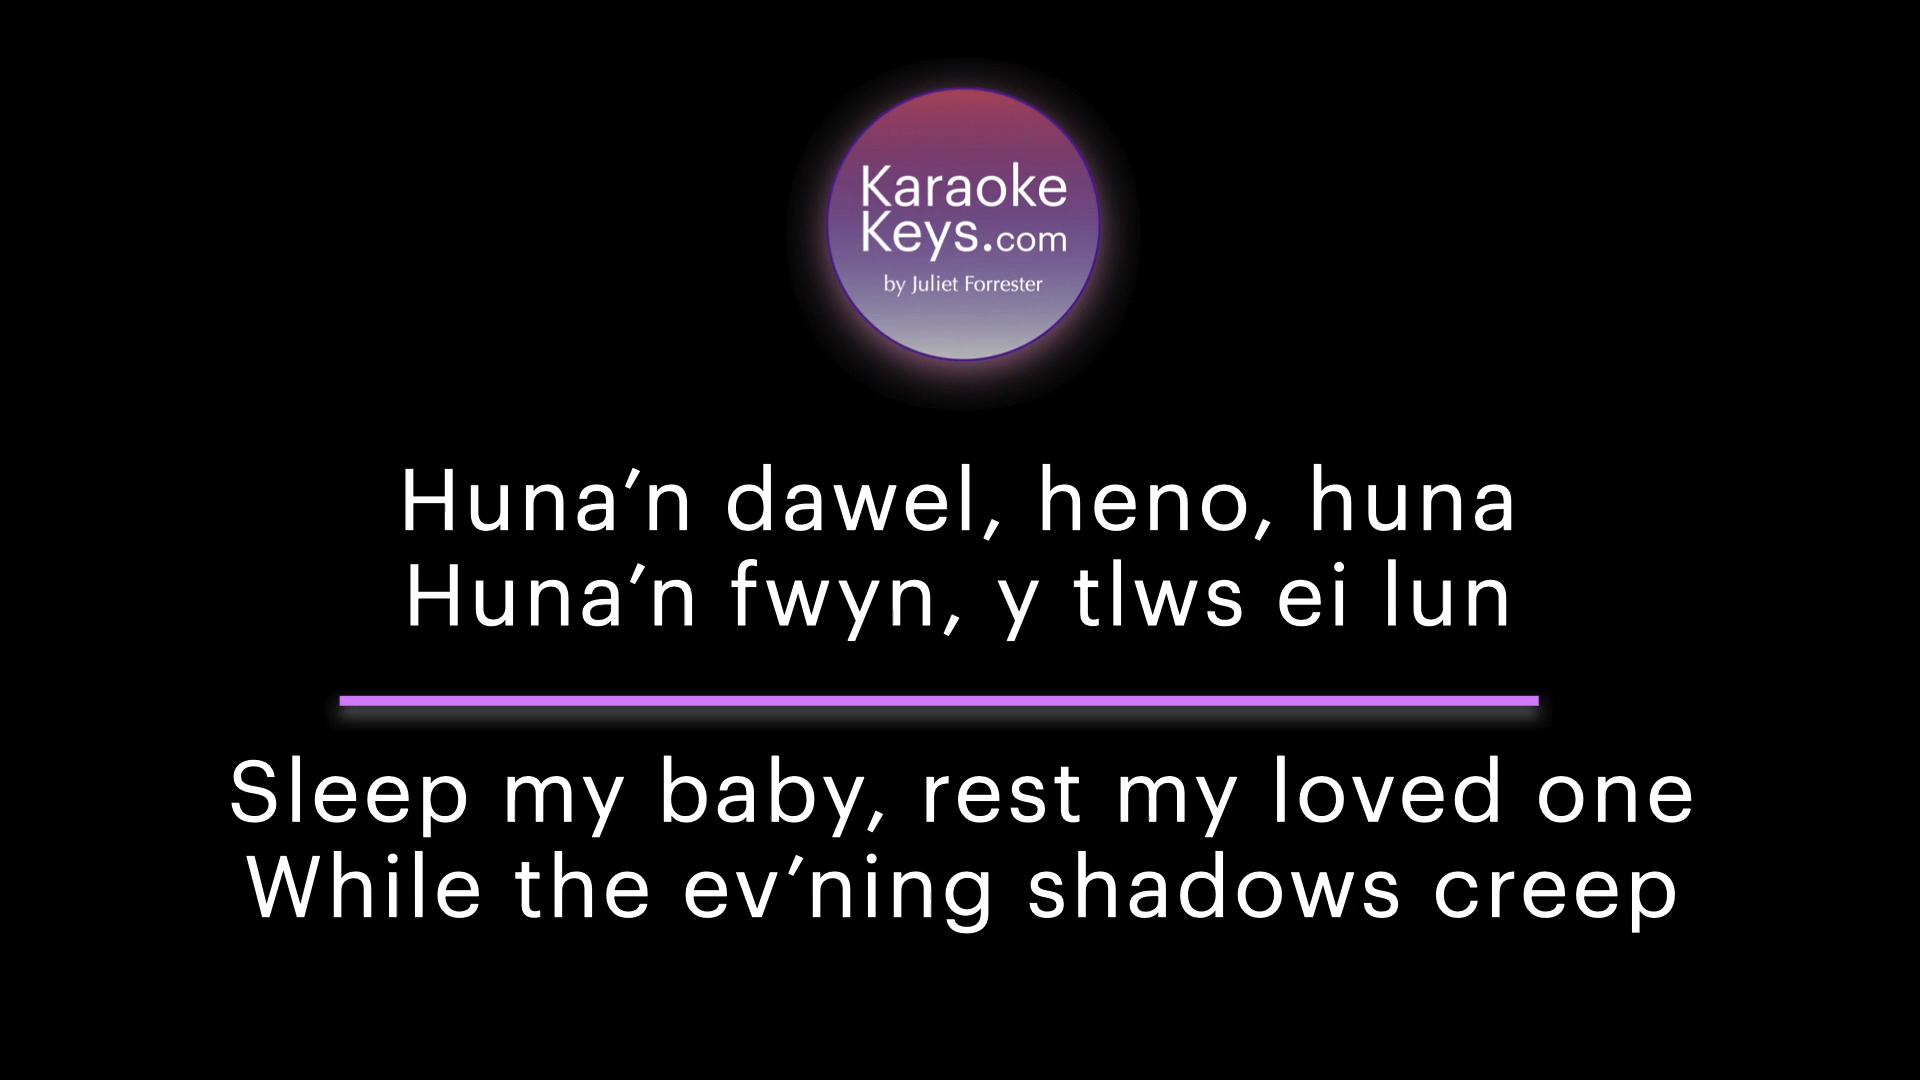 Karaoke
Keys.com
by Juliet Forrester
Huna’n dawel, heno, huna
Huna’n fwyn, y tlws ei lun
Sleep my baby, rest my loved one
While the ev’ning shadows creep